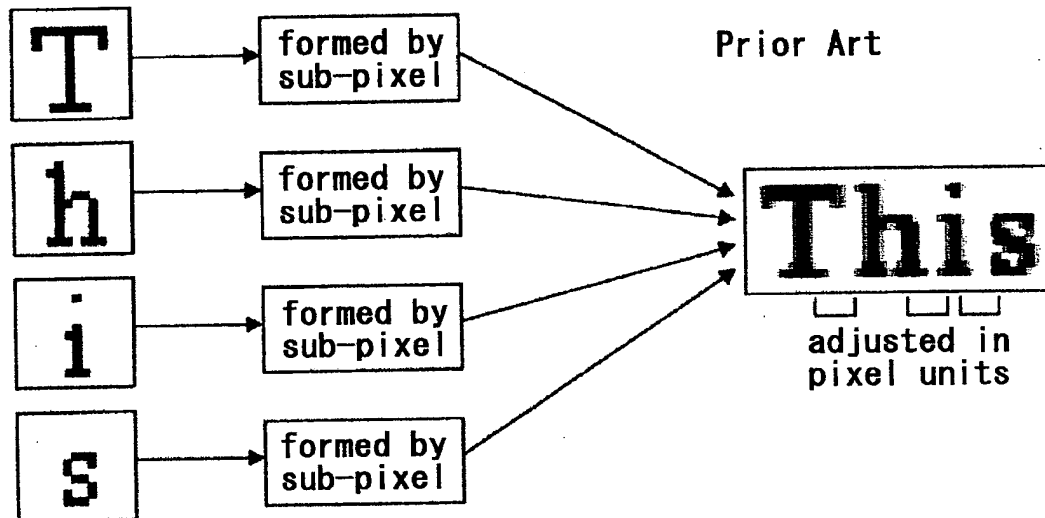 Prior Art
T
formed by
sub-pixel
h
formed by
sub-pixel
This
i
formed by
sub-pixel
adjusted in
pixel units
s
formed by
sub-pixel